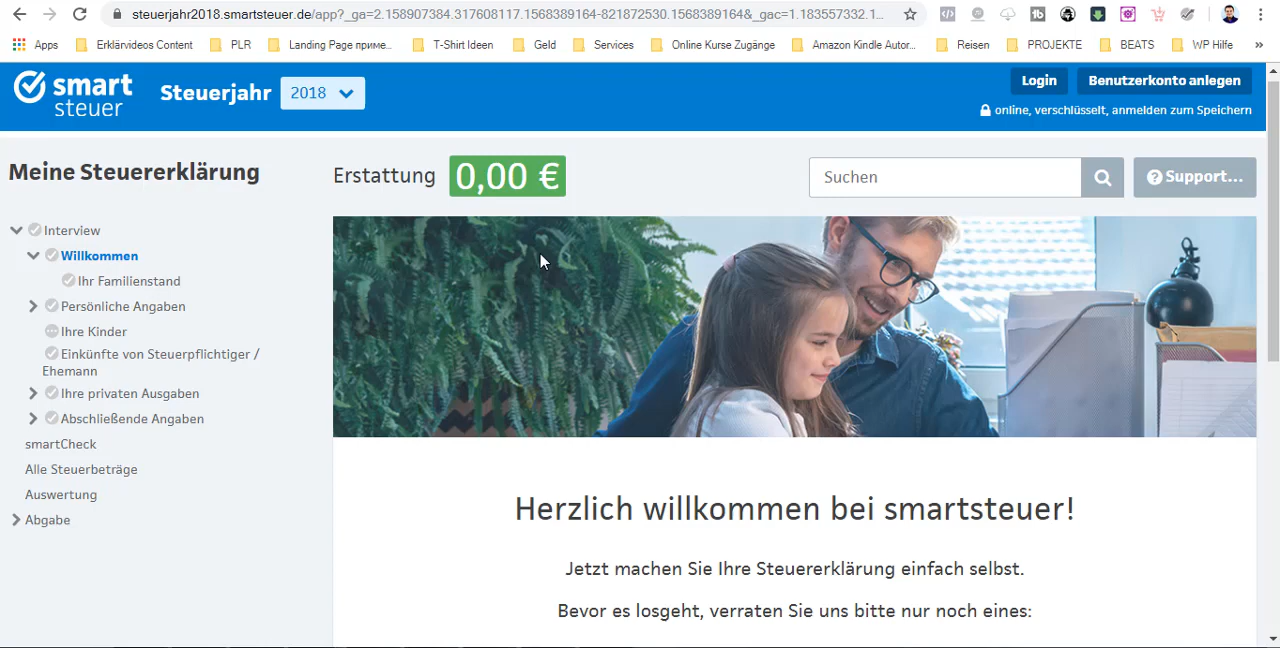 steuerjahr2018.smartsteuer.de/app?_ga=2.158907384.317608117.1568389164-821872530.1568389164&_gac=1.183557332.1...
Apps Erklärvideos Content PLR Landing Page приме... T-Shirt Ideen Geld Services Online Kurse Zugänge Amazon Kindle Autor... Reisen PROJEKTE BEATS WP Hilfe »
smart
steuer
Steuerjahr 2018
Login Benutzerkonto anlegen
online, verschlüsselt, anmelden zum Speichern
Meine Steuererklärung
Erstattung 0,00 €
Suchen
Support...
Interview
Willkommen
Ihr Familienstand
Persönliche Angaben
Ihre Kinder
Einkünfte von Steuerpflichtiger /
Ehemann
Ihre privaten Ausgaben
Abschließende Angaben
smartCheck
Alle Steuerbeträge
Auswertung
Abgabe
Herzlich willkommen bei smartsteuer!
Jetzt machen Sie Ihre Steuererklärung einfach selbst.
Bevor es losgeht, verraten Sie uns bitte nur noch eines: